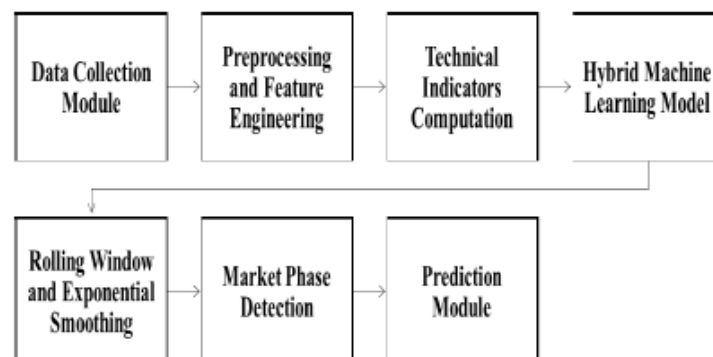 Data Collection
Module
Preprocessing
and Feature
Engineering
Technical
Indicators
Computation
Hybrid Machine
Learning Model
Rolling Window
and Exponential
Smoothing
Market Phase
Detection
Prediction
Module